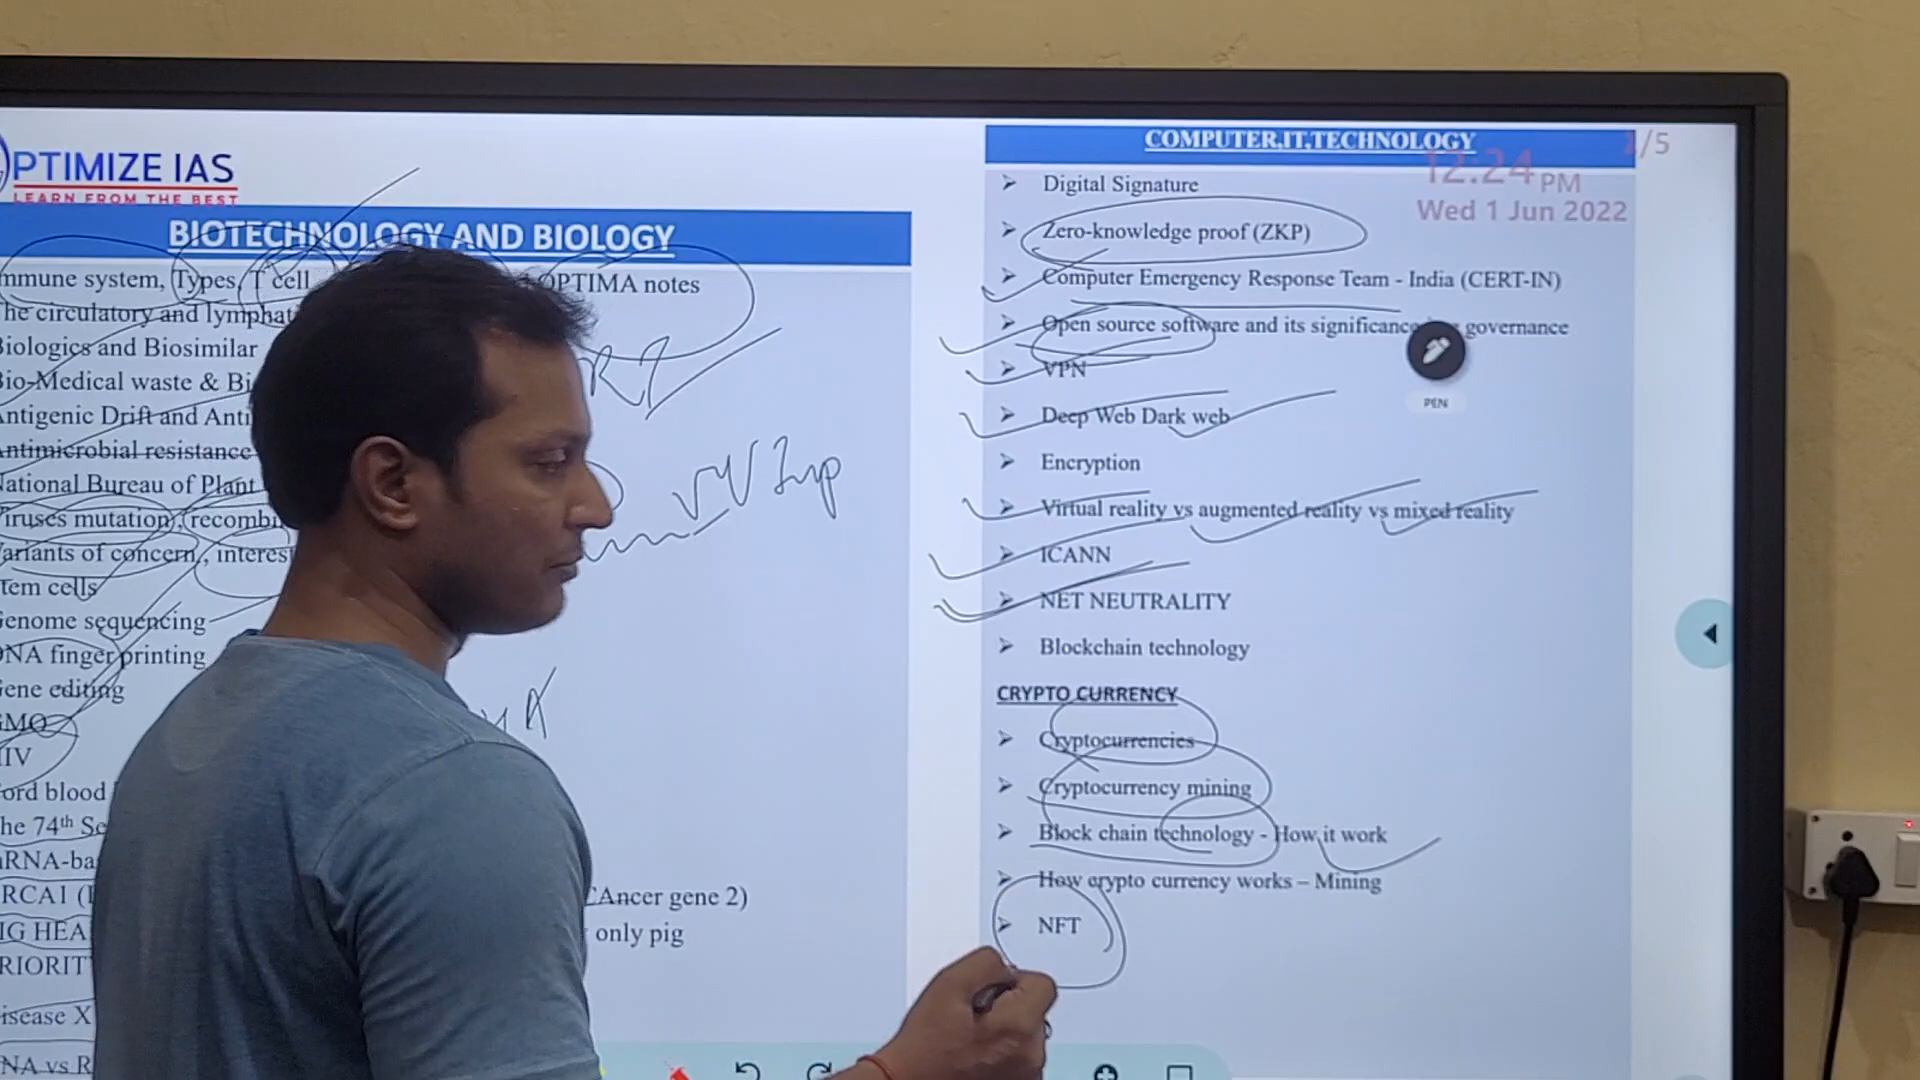 PTIMIZE IAS
LEARN FROM THE BEST
BIOTECHNOLOGY AND BIOLOGY
mmune system, Types, T cell OPTIMA notes
he circulatory and lymphat
Biologics and Biosimilar
Bio-Medical waste & Bi
Antigenic Drift and Anti
Antimicrobial resistance
National Bureau of Plant
Viruses mutation, recombi
Variants of concern, interest
tem cells
Genome sequencing
DNA finger printing
Gene editing
GMO
HIV
ord blood
he 74th Se
mRNA-ba
RCA1 ( CAncer gene 2)
IG HEA only pig
RIORIT
isease X
NA vs R
V V V Imp
COMPUTER,IT,TECHNOLOGY
1/5
12:24 PM
Wed 1 Jun 2022
➢ Digital Signature
➢ Zero-knowledge proof (ZKP)
➢ Computer Emergency Response Team - India (CERT-IN)
➢ Open source software and its significance governance
➢ VPN
➢ Deep Web Dark web
➢ Encryption
➢ Virtual reality vs augmented reality vs mixed reality
➢ ICANN
➢ NET NEUTRALITY
➢ Blockchain technology
CRYPTO CURRENCY
➢ Cryptocurrencies
➢ Cryptocurrency mining
➢ Block chain technology - How it work
➢ How crypto currency works – Mining
➢ NFT
PEN